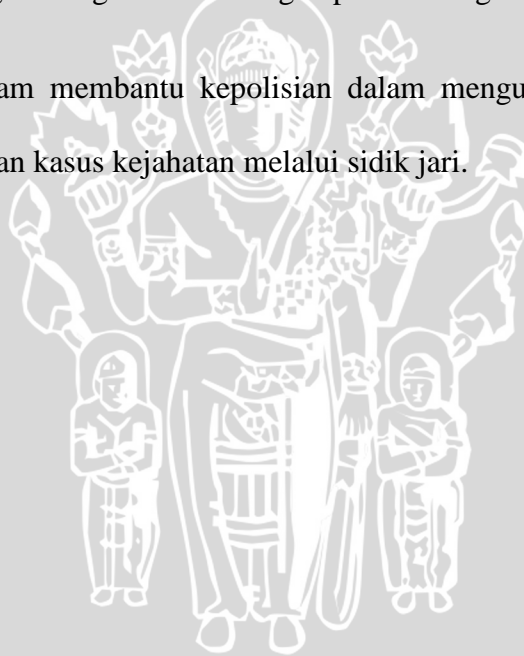 am membantu kepolisian dalam mengu
an kasus kejahatan melalui sidik jari.